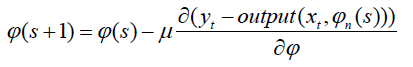 φ(s+1) = φ(s) − μ ∂(y_t − output(x_t, φ_n(s))) / ∂φ